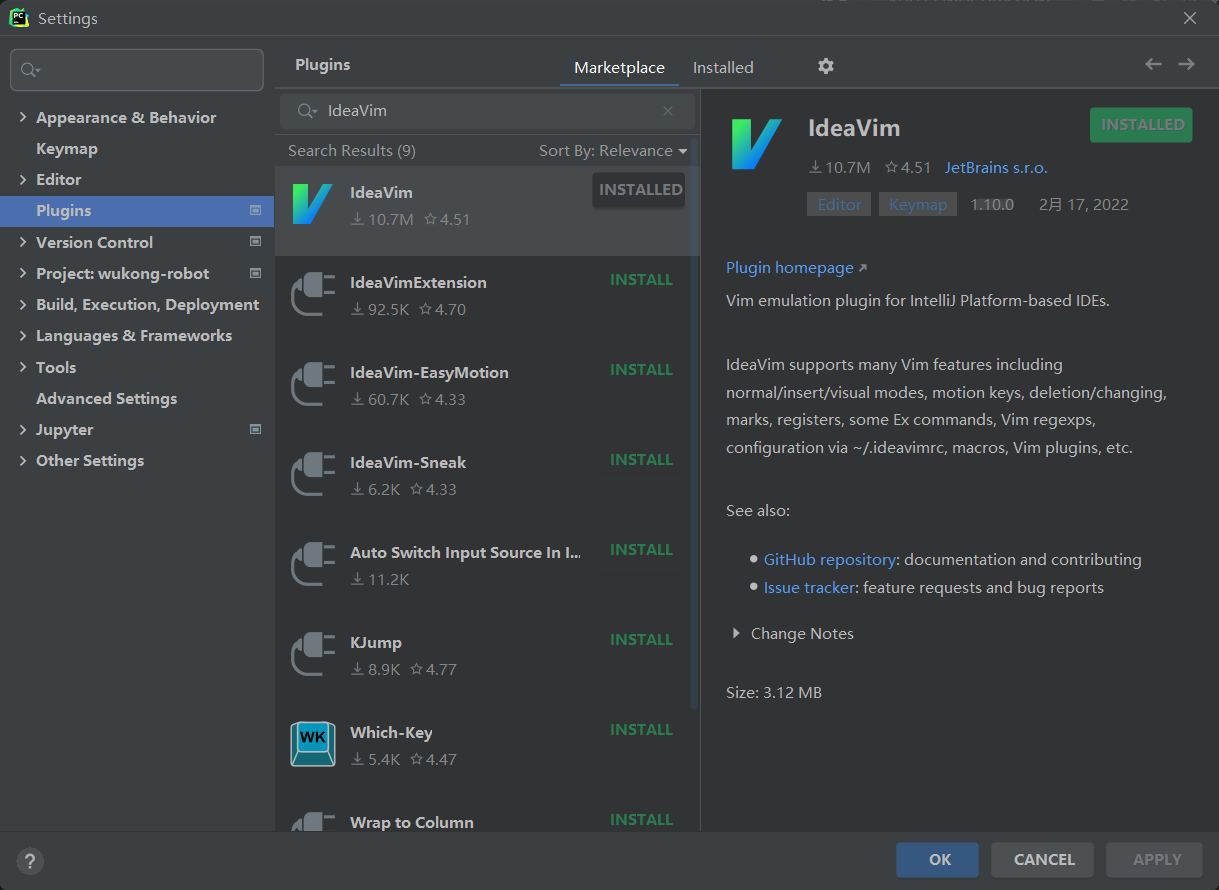 PC
Settings
Appearance & Behavior
Keymap
Editor
Plugins
Version Control
Project: wukong-robot
Build, Execution, Deployment
Languages & Frameworks
Tools
Advanced Settings
Jupyter
Other Settings
Plugins
Marketplace
Installed
IdeaVim
Search Results (9)
Sort By: Relevance
IdeaVim
INSTALLED
10.7M 4.51
IdeaVimExtension
INSTALL
92.5K 4.70
IdeaVim-EasyMotion
INSTALL
60.7K 4.33
IdeaVim-Sneak
INSTALL
6.2K 4.33
Auto Switch Input Source In I...
INSTALL
11.2K
KJump
INSTALL
8.9K 4.77
WK
Which-Key
INSTALL
5.4K 4.47
Wrap to Column
INSTALL
IdeaVim
INSTALLED
10.7M 4.51 JetBrains s.r.o.
Editor Keymap 1.10.0 2月 17, 2022
Plugin homepage
Vim emulation plugin for IntelliJ Platform-based IDEs.
IdeaVim supports many Vim features including
normal/insert/visual modes, motion keys, deletion/changing,
marks, registers, some Ex commands, Vim regexps,
configuration via ~/.ideavimrc, macros, Vim plugins, etc.
See also:
GitHub repository: documentation and contributing
Issue tracker: feature requests and bug reports
Change Notes
Size: 3.12 MB
?
OK
CANCEL
APPLY